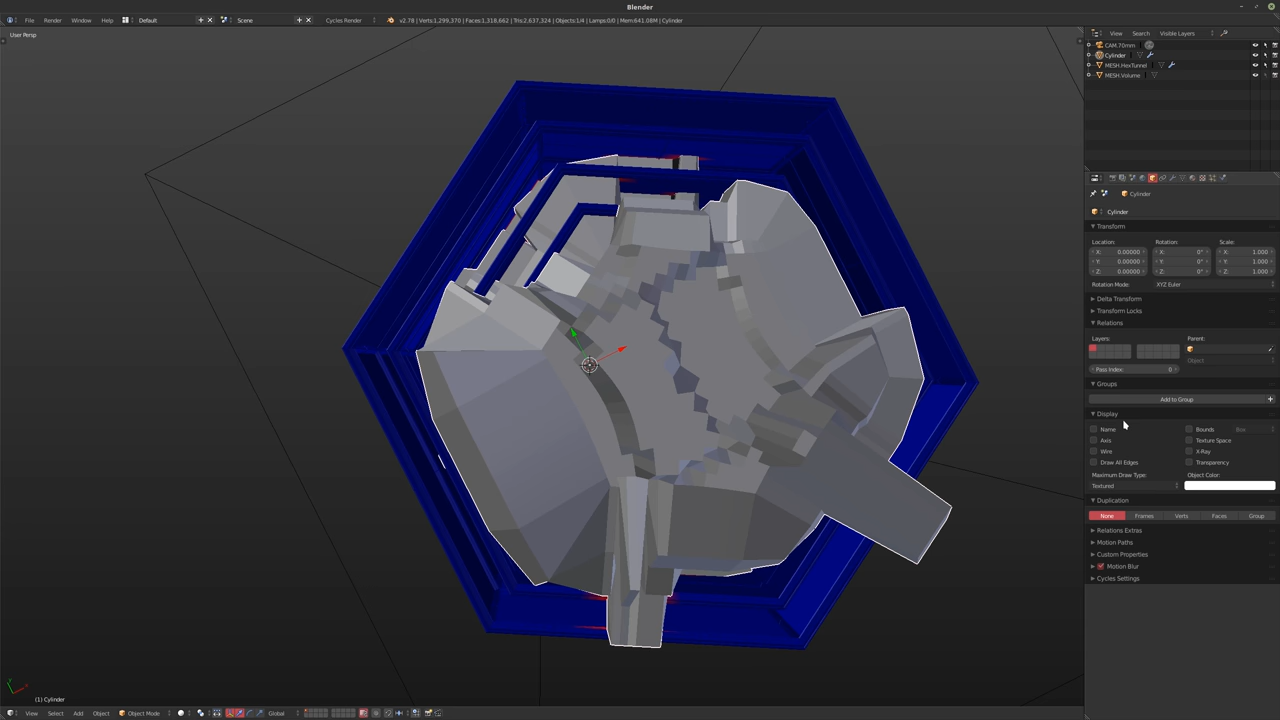 Blender
File Render Window Help Default Scene Cycles Render v2.78 | Verts:1,299,370 | Faces:1,318,662 | Tris:2,637,324 | Objects:1/4 | Lamps:0/0 | Mem:641.08M | Cylinder
User Persp
View Search Visible Layers
CAM.70mm
Cylinder
MESH.HexTunnel
MESH.Volume
Cylinder
Cylinder
Transform
Location: Rotation: Scale:
X: 0.00000 X: 0° X: 1.000
Y: 0.00000 Y: 0° Y: 1.000
Z: 0.00000 Z: 0° Z: 1.000
Rotation Mode: XYZ Euler
Delta Transform
Transform Locks
Relations
Layers: Parent:
Object
Pass Index: 0
Groups
Add to Group
Display
Name Bounds Box
Axis Texture Space
Wire X-Ray
Draw All Edges Transparency
Maximum Draw Type: Object Color:
Textured
Duplication
None Frames Verts Faces Group
Relations Extras
Motion Paths
Custom Properties
Motion Blur
Cycles Settings
(1) Cylinder
View Select Add Object Object Mode Global